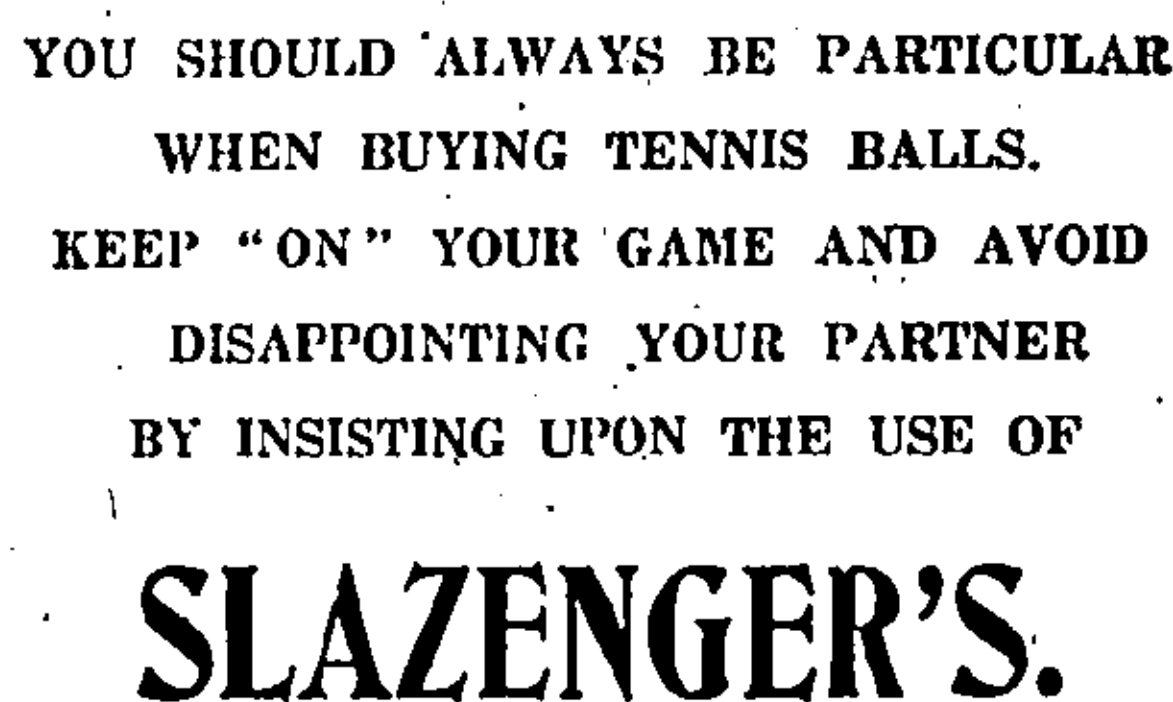 YOU SHOULD ALWAYS BE PARTICULAR
WHEN BUYING TENNIS BALLS.
KEEP "ON" YOUR GAME AND AVOID
DISAPPOINTING YOUR PARTNER
BY INSISTING UPON THE USE OF
SLAZENGER'S.